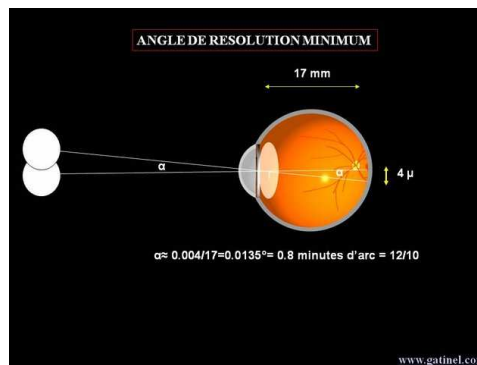 ANGLE DE RESOLUTION MINIMUM
17 mm
α
α
4 µ
α≈ 0.004/17=0.0135°= 0.8 minutes d'arc = 12/10
www.gatinel.co